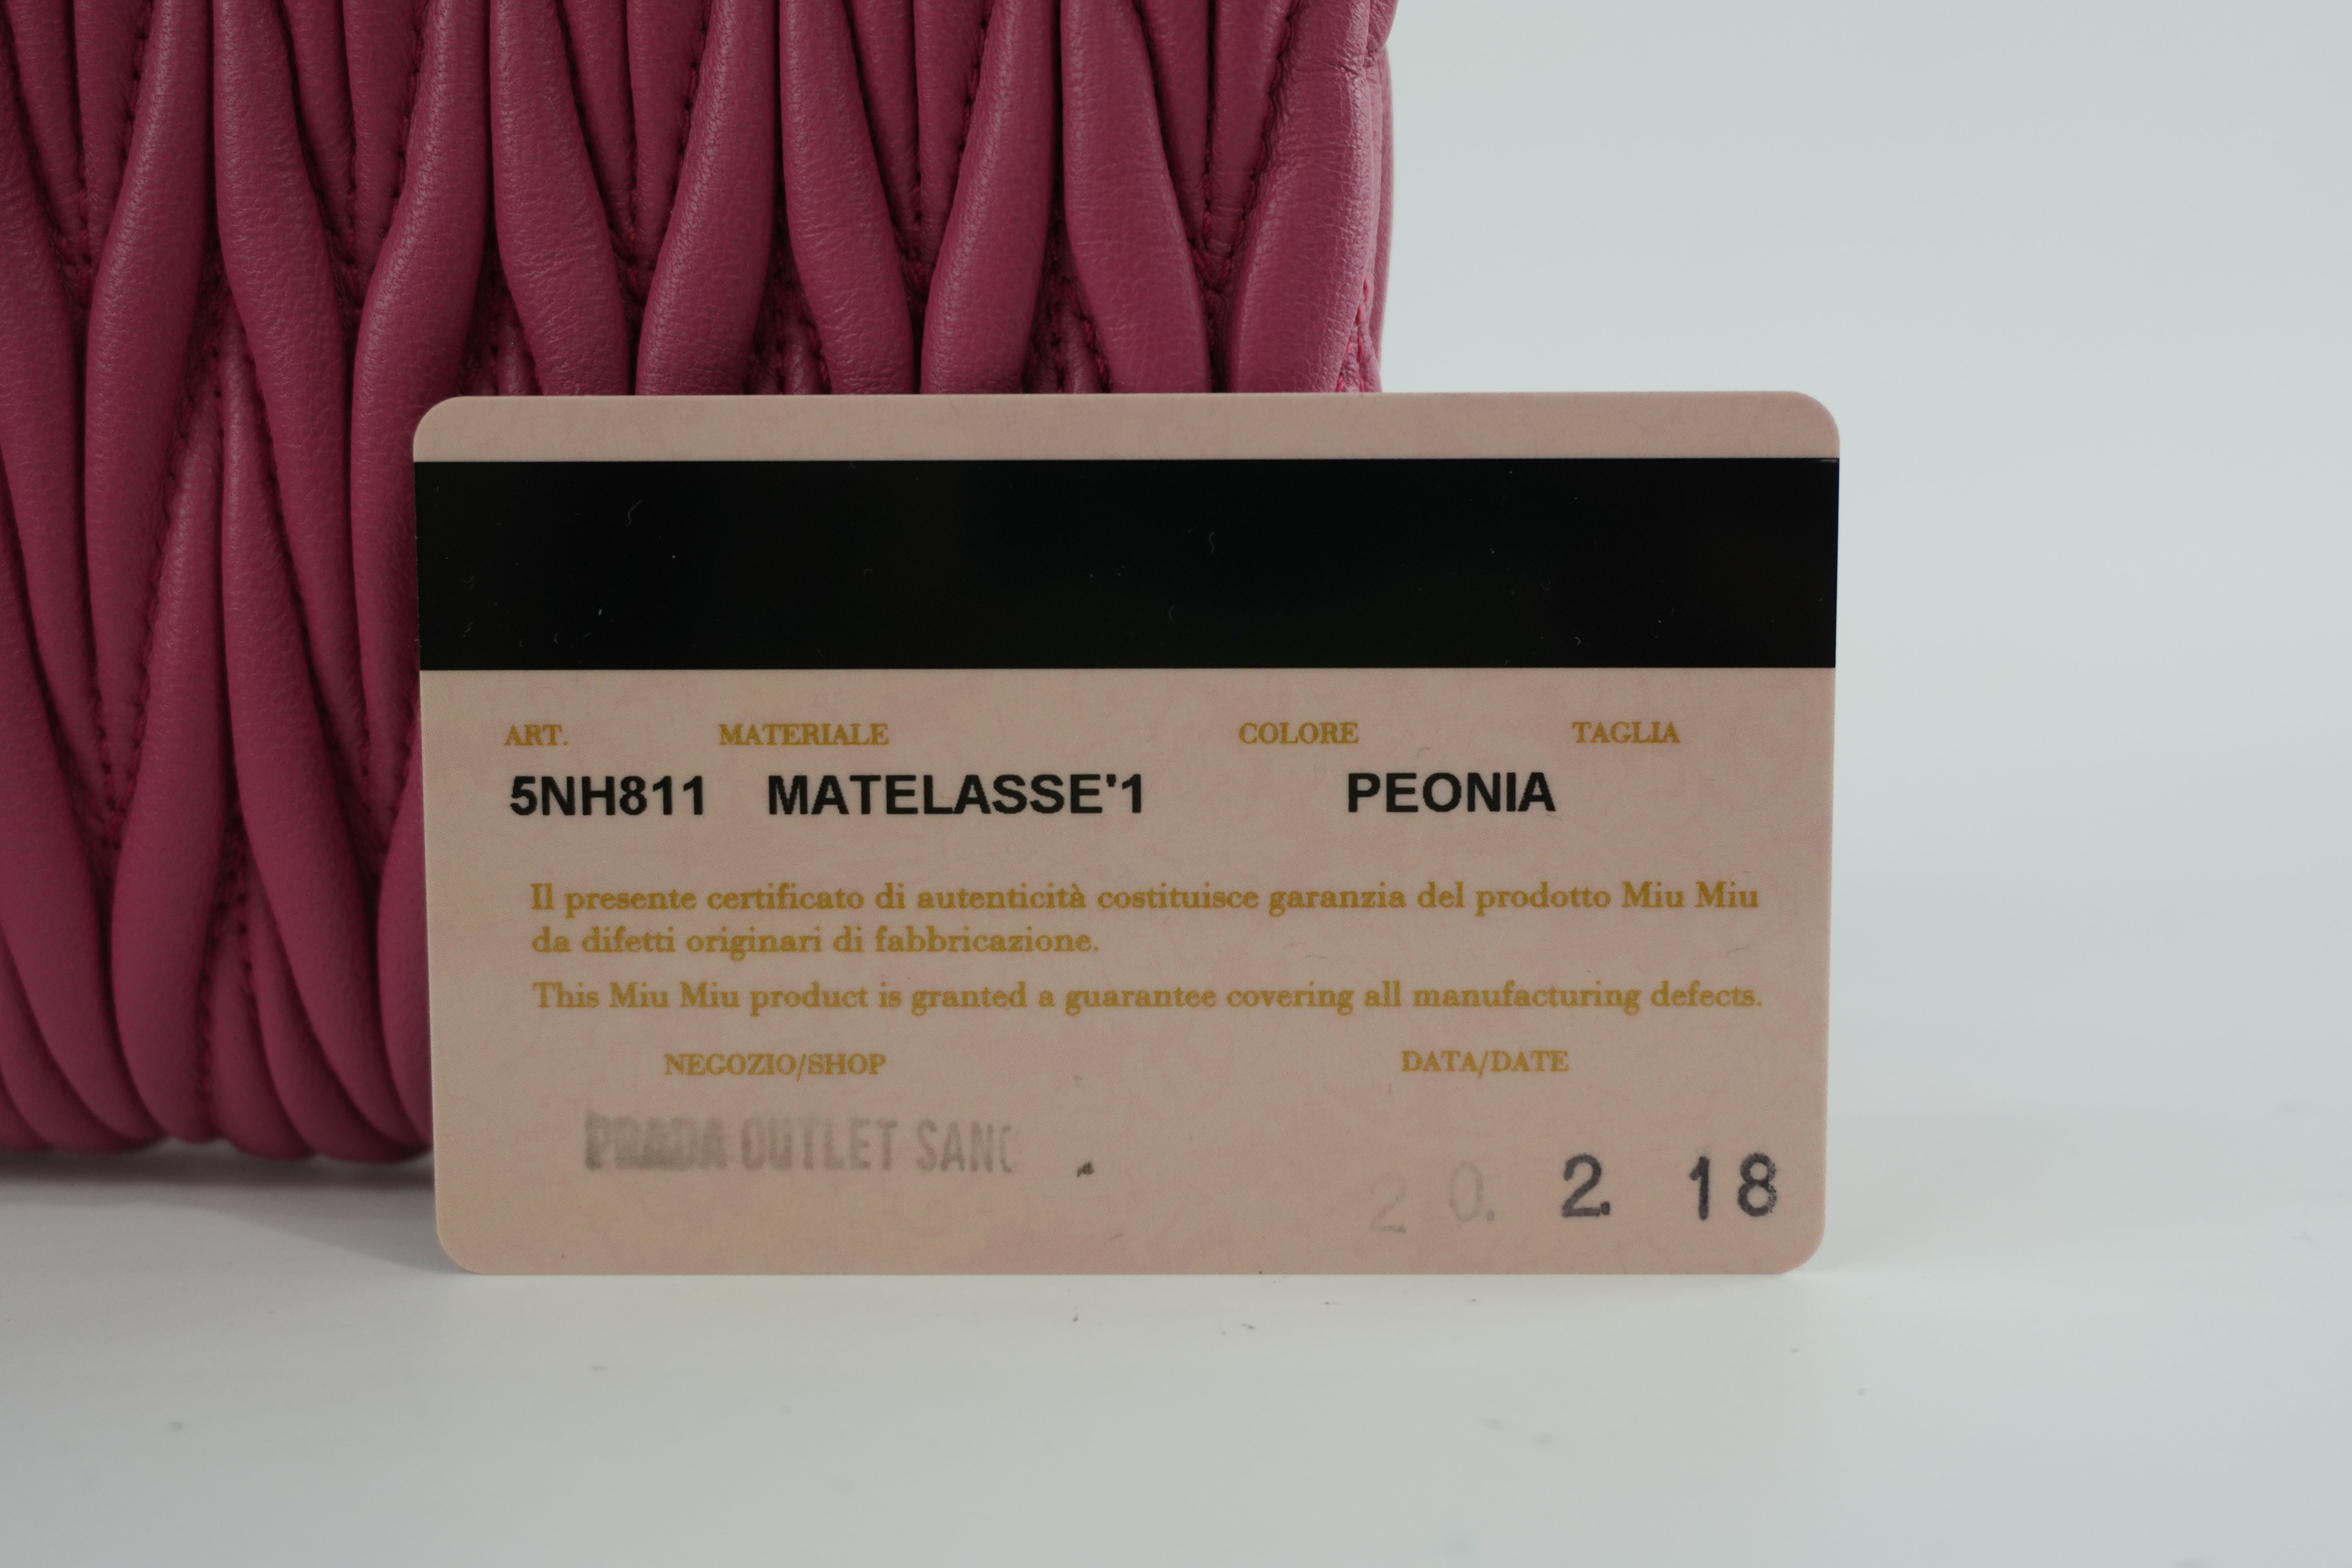 ART. MATERIALE COLORE TAGLIA
5NH811 MATELASSE'1 PEONIA
Il presente certificato di autenticità costituisce garanzia del prodotto Miu Miu
da difetti originari di fabbricazione.
This Miu Miu product is granted a guarantee covering all manufacturing defects.
NEGOZIO/SHOP DATA/DATE
PRADA OUTLET 20. 2. 18